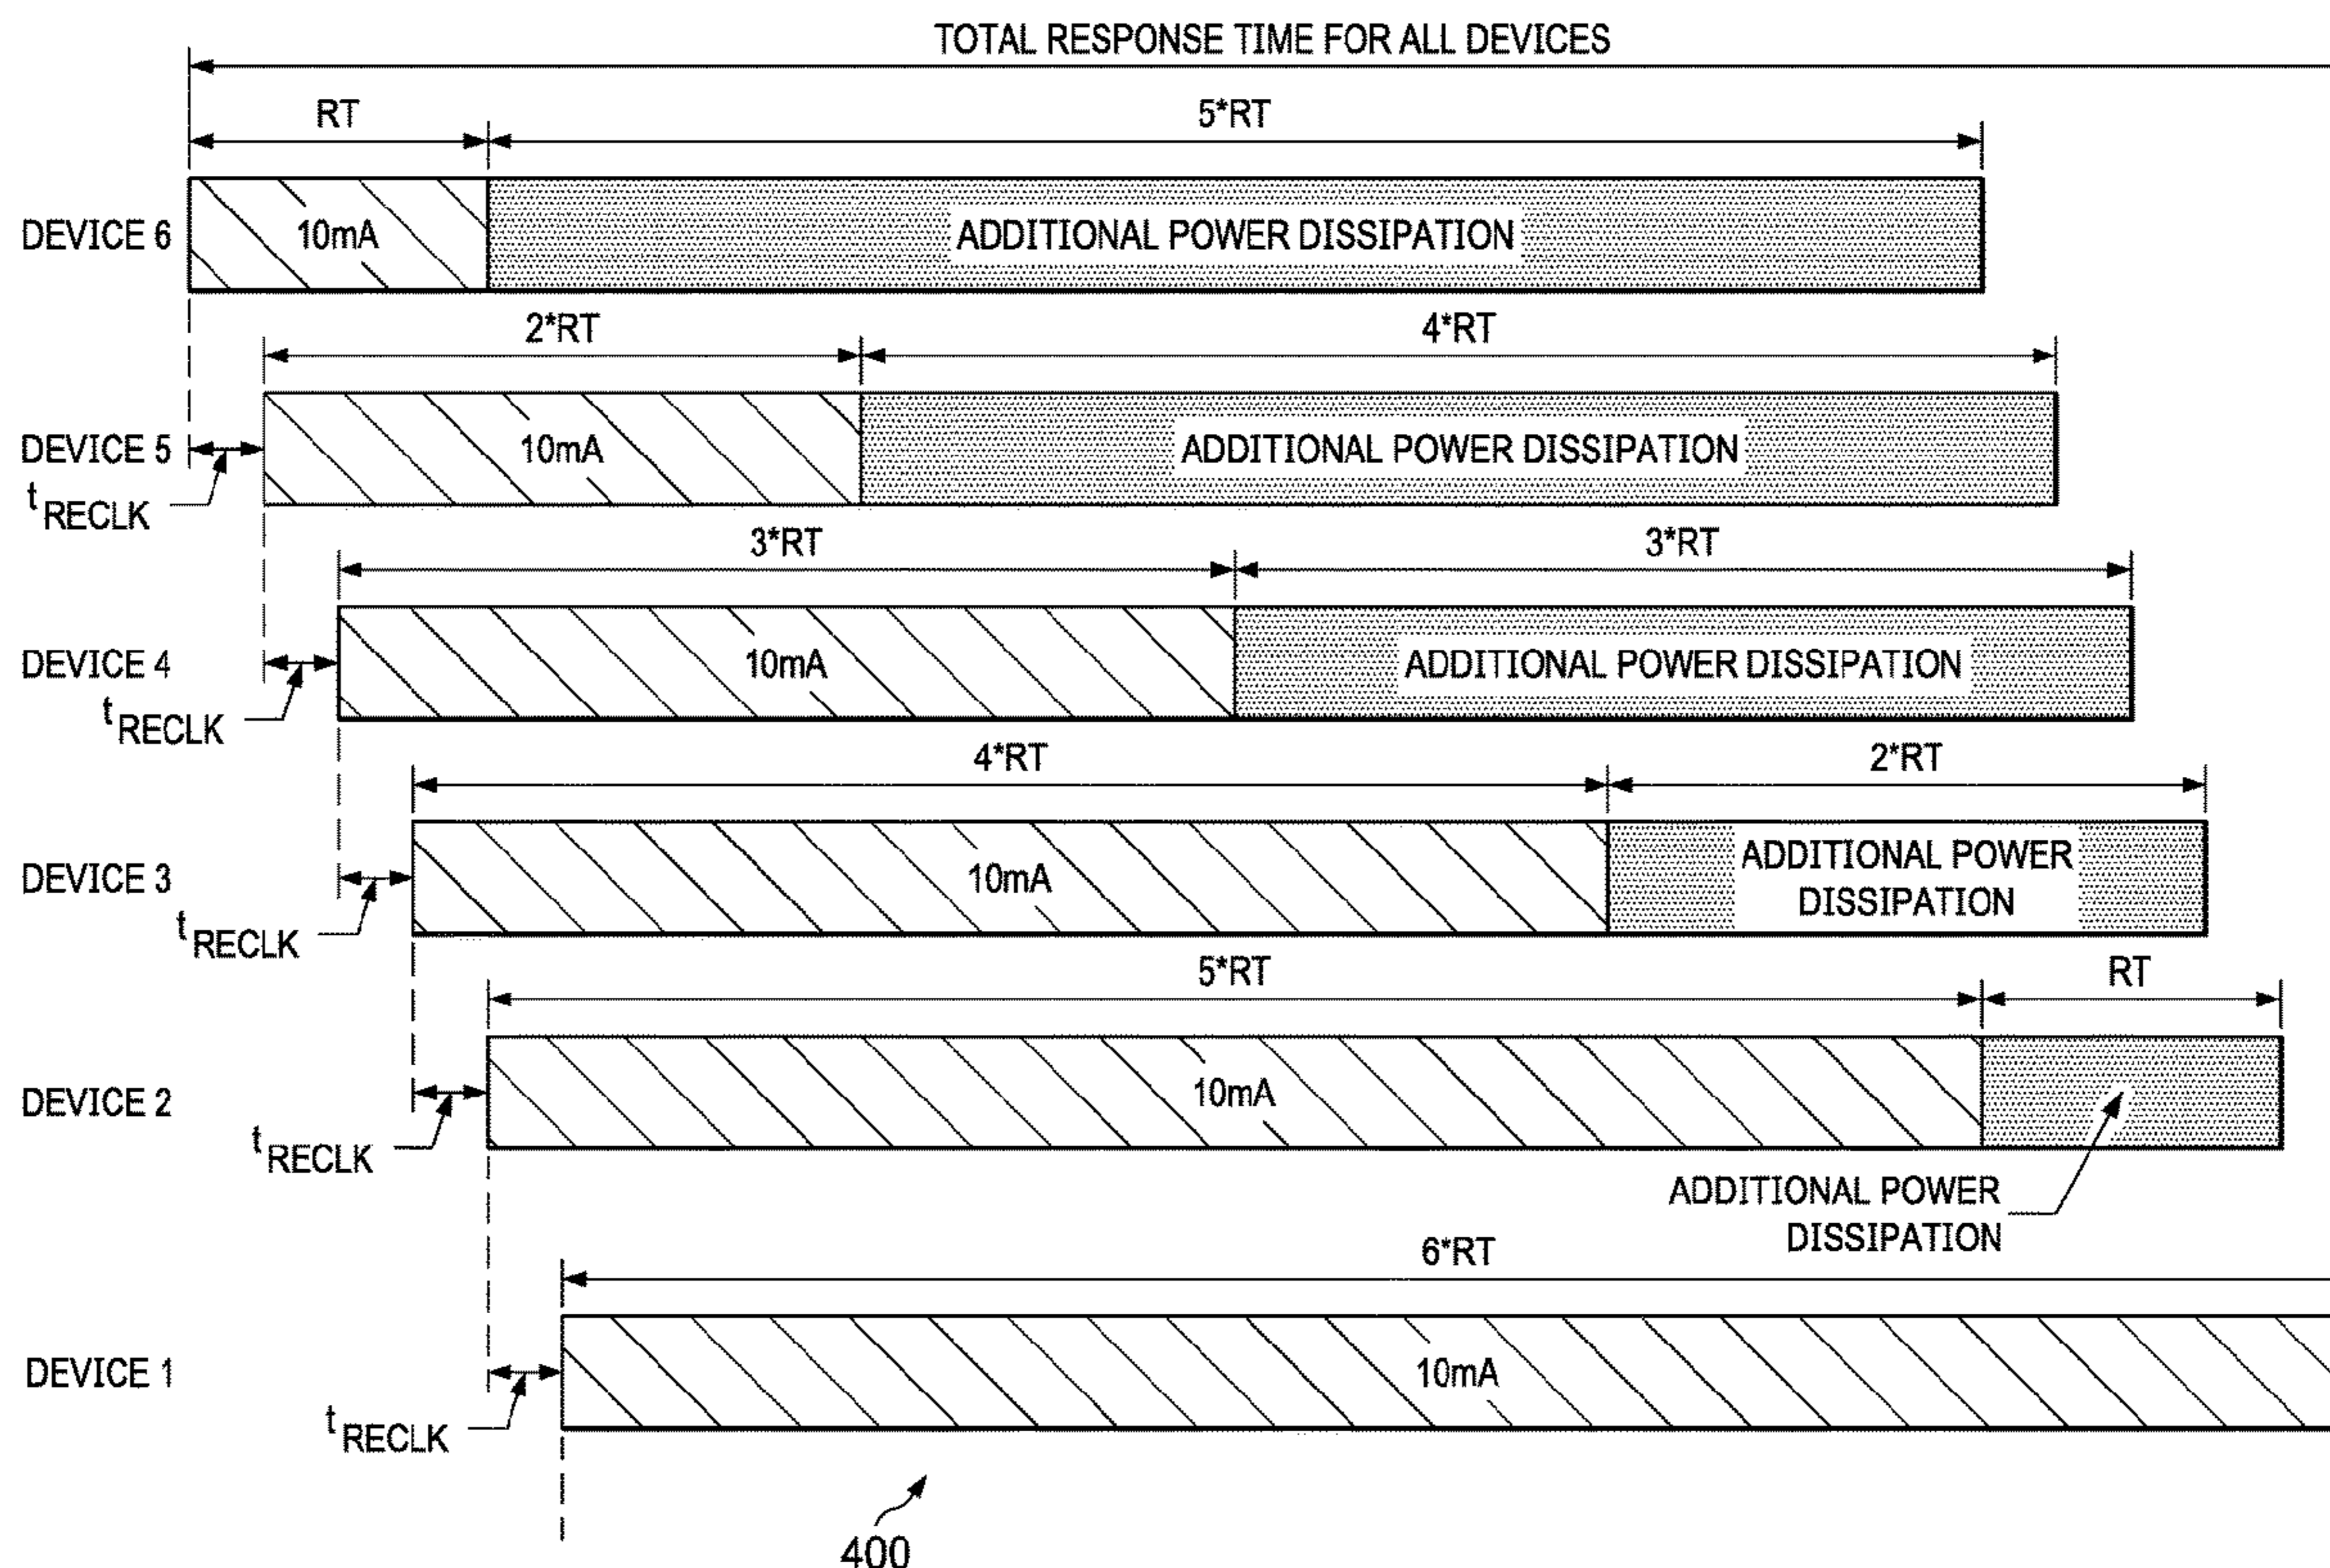 TOTAL RESPONSE TIME FOR ALL DEVICES
RT 5*RT
DEVICE 6 10mA ADDITIONAL POWER DISSIPATION
2*RT 4*RT
DEVICE 5 10mA ADDITIONAL POWER DISSIPATION
tRECLK
3*RT 3*RT
DEVICE 4 10mA ADDITIONAL POWER DISSIPATION
tRECLK
4*RT 2*RT
DEVICE 3 10mA ADDITIONAL POWER
DISSIPATION
tRECLK
5*RT RT
DEVICE 2 10mA
tRECLK
ADDITIONAL POWER
DISSIPATION
6*RT
DEVICE 1 10mA
tRECLK
400